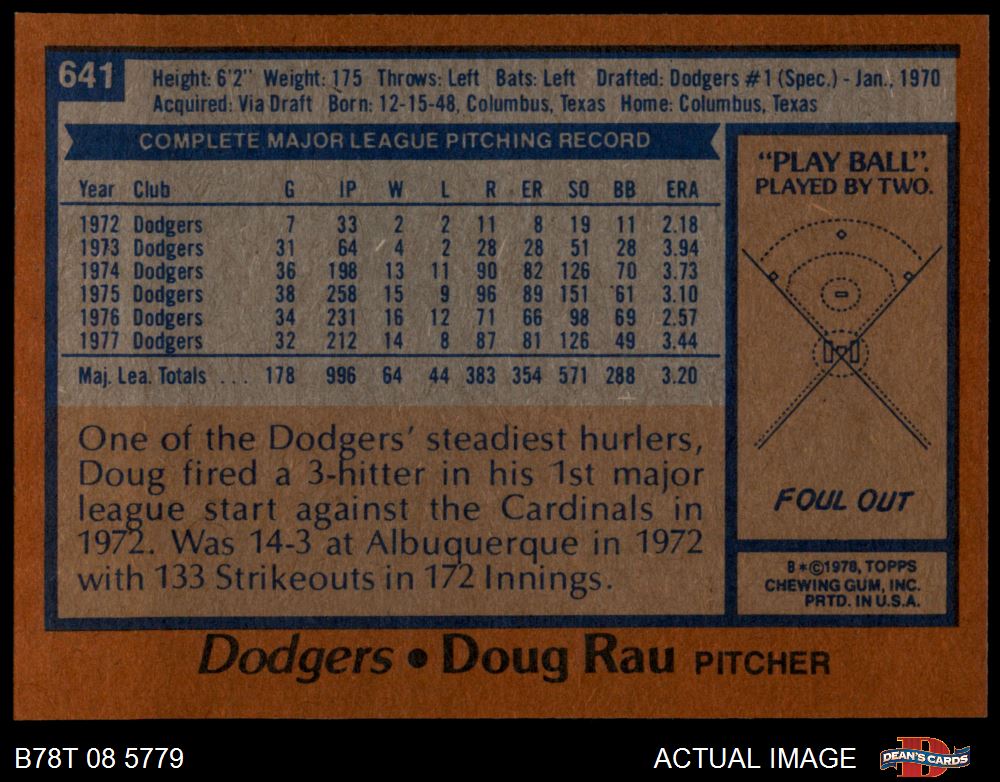 641
Height: 6'2" Weight: 175 Throws: Left Bats: Left Drafted: Dodgers #1 (Spec.) - Jan., 1970
Acquired: Via Draft Born: 12-15-48, Columbus, Texas Home: Columbus, Texas
COMPLETE MAJOR LEAGUE PITCHING RECORD
Year Club G IP W L R ER SO BB ERA
1972 Dodgers 7 33 2 2 11 8 19 11 2.18
1973 Dodgers 31 64 4 2 28 28 51 28 3.94
1974 Dodgers 36 198 13 11 90 82 126 70 3.73
1975 Dodgers 38 258 15 9 96 89 151 61 3.10
1976 Dodgers 34 231 16 12 71 66 98 69 2.57
1977 Dodgers 32 212 14 8 87 81 126 49 3.44
Maj. Lea. Totals ... 178 996 64 44 383 354 571 288 3.20
One of the Dodgers' steadiest hurlers,
Doug fired a 3-hitter in his 1st major
league start against the Cardinals in
1972. Was 14-3 at Albuquerque in 1972
with 133 Strikeouts in 172 Innings.
"PLAY BALL".
PLAYED BY TWO.
FOUL OUT
B*©1978, TOPPS
CHEWING GUM, INC.
PRTD. IN U.S.A.
Dodgers • Doug Rau PITCHER
B78T 08 5779
ACTUAL IMAGE
DEAN'S CARDS